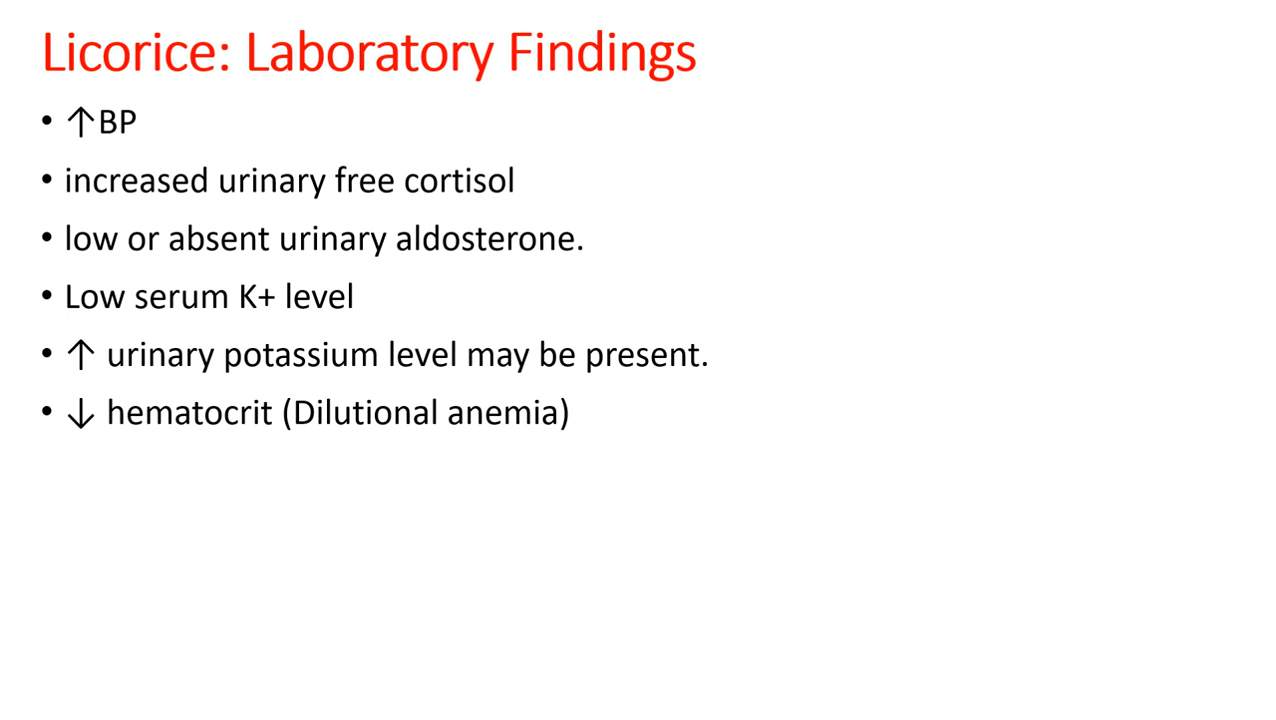 Licorice: Laboratory Findings
• ↑BP
• increased urinary free cortisol
• low or absent urinary aldosterone.
• Low serum K+ level
• ↑ urinary potassium level may be present.
• ↓ hematocrit (Dilutional anemia)